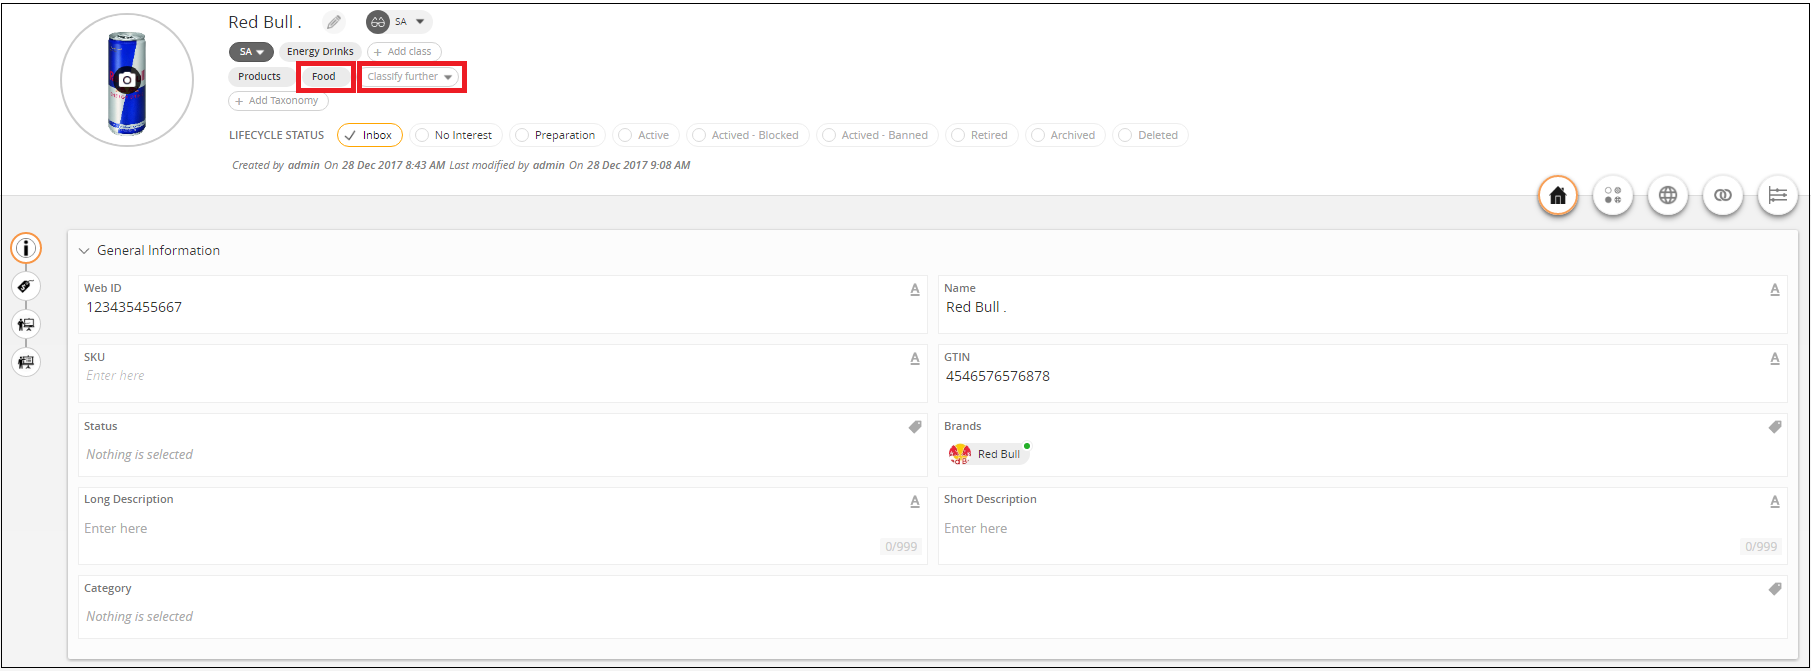 Red Bull .
SA
SA
Energy Drinks
+ Add class
Products
Food
Classify further
+ Add Taxonomy
LIFECYCLE STATUS
Inbox
No Interest
Preparation
Active
Actived - Blocked
Actived - Banned
Retired
Archived
Deleted
Created by admin On 28 Dec 2017 8:43 AM Last modified by admin On 28 Dec 2017 9:08 AM
General Information
Web ID
123435455667
Name
Red Bull .
SKU
Enter here
GTIN
4546576576878
Status
Nothing is selected
Brands
Red Bull
Long Description
Enter here
0/999
Short Description
Enter here
0/999
Category
Nothing is selected